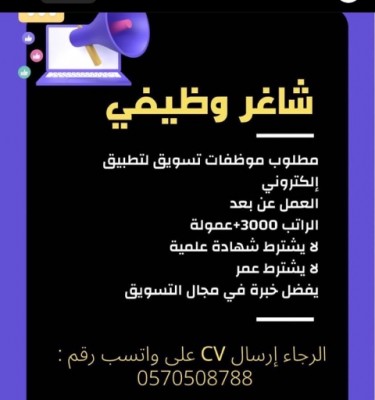 شاغر وظيفي
مطلوب موظفات تسويق لتطبيق
إلكتروني
العمل عن بعد
الراتب 3000+عمولة
لا يشترط شهادة علمية
لا يشترط عمر
يفضل خبرة في مجال التسويق
الرجاء إرسال CV على واتسب رقم :
0570508788